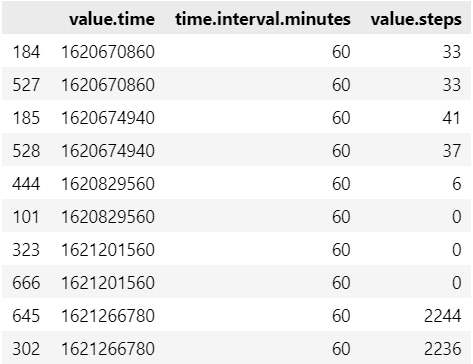 value.time time.interval.minutes value.steps
184 1620670860 60 33
527 1620670860 60 33
185 1620674940 60 41
528 1620674940 60 37
444 1620829560 60 6
101 1620829560 60 0
323 1621201560 60 0
666 1621201560 60 0
645 1621266780 60 2244
302 1621266780 60 2236